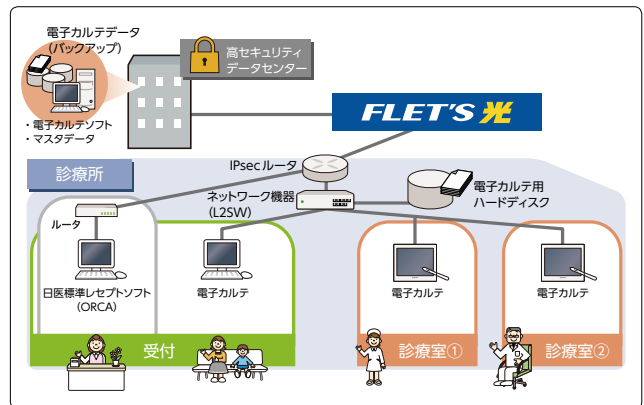 電子カルテデータ
(バックアップ)
高セキュリティ
データセンター
・電子カルテソフト
・マスタデータ
FLET'S 光
IPsecルータ
診療所
ネットワーク機器
(L2SW)
電子カルテ用
ハードディスク
ルータ
日医標準レセプトソフト
(ORCA)
電子カルテ
電子カルテ
電子カルテ
受付
診療室①
診療室②